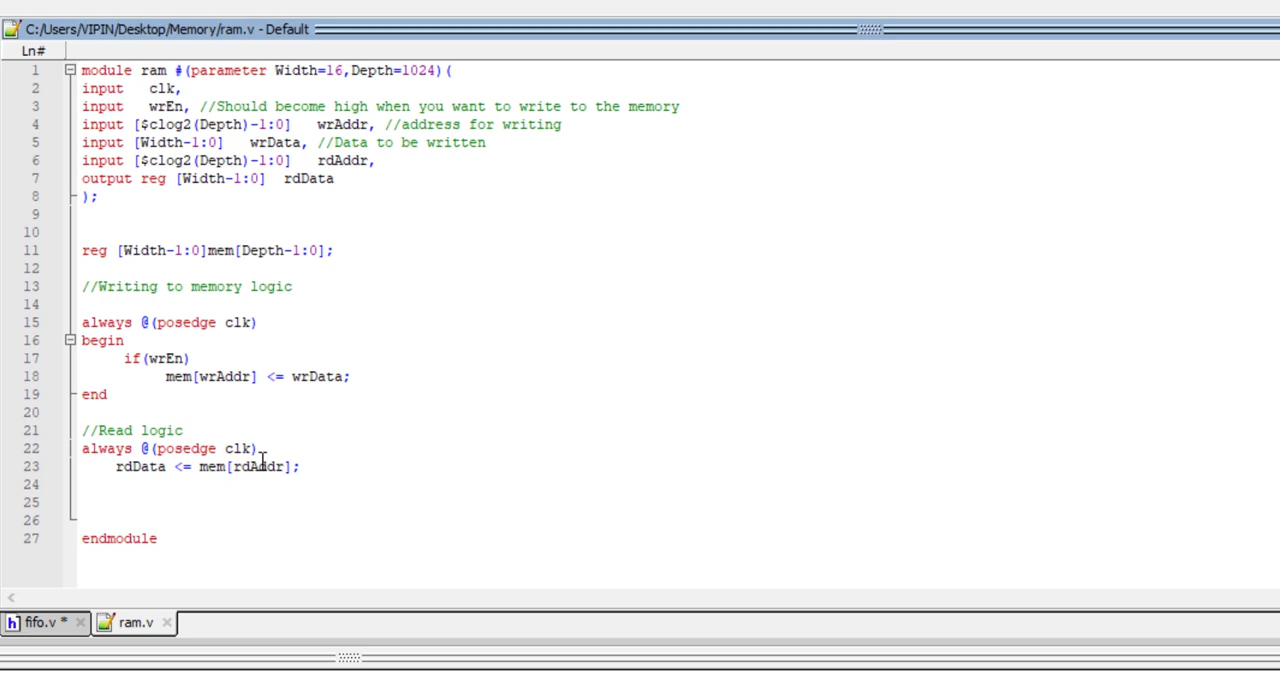 C:/Users/VIPIN/Desktop/Memory/ram.v - Default
Ln#
1 module ram #(parameter Width=16,Depth=1024)(
2 input clk,
3 input wrEn, //Should become high when you want to write to the memory
4 input [$clog2(Depth)-1:0] wrAddr, //address for writing
5 input [Width-1:0] wrData, //Data to be written
6 input [$clog2(Depth)-1:0] rdAddr,
7 output reg [Width-1:0] rdData
8 );
9
10
11 reg [Width-1:0]mem[Depth-1:0];
12
13 //Writing to memory logic
14
15 always @(posedge clk)
16 begin
17 if(wrEn)
18 mem[wrAddr] <= wrData;
19 end
20
21 //Read logic
22 always @(posedge clk)
23 rdData <= mem[rdAddr];
24
25
26
27 endmodule
h fifo.v * ram.v